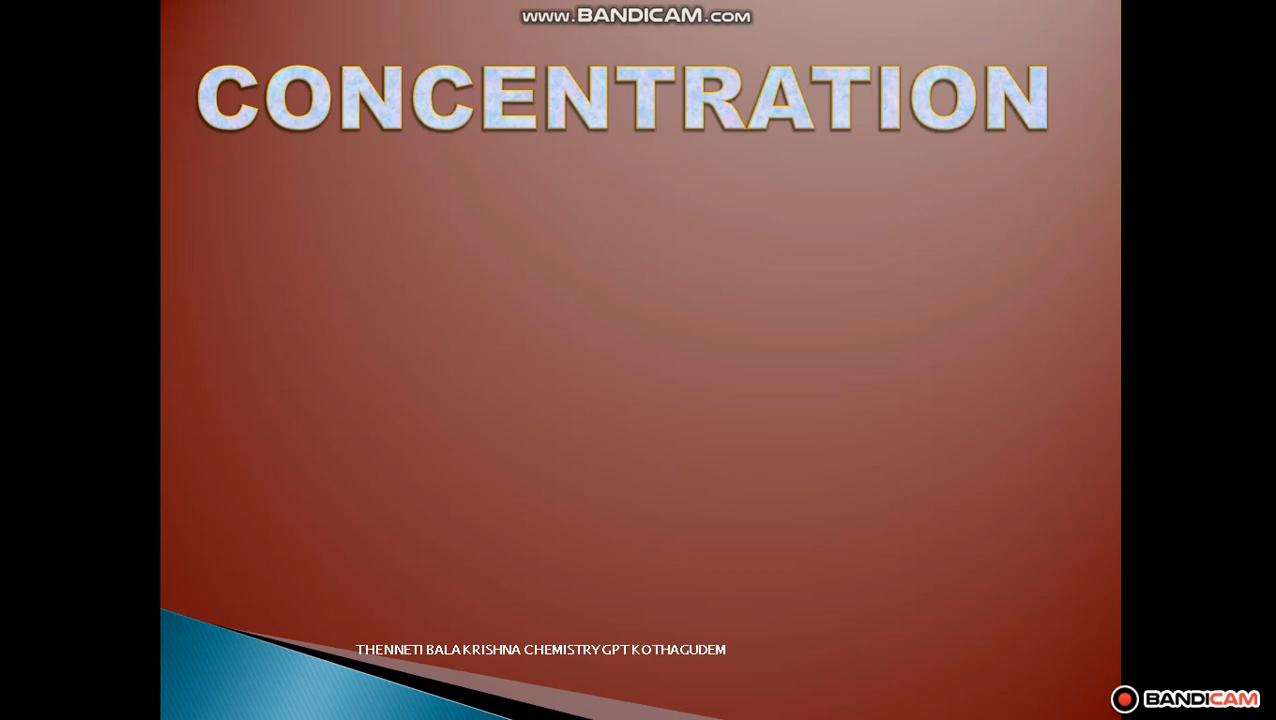 www.BANDICAM.com
CONCENTRATION
THENNETI BALA KRISHNA CHEMISTRY GPT KOTHAGUDEM
BANDICAM